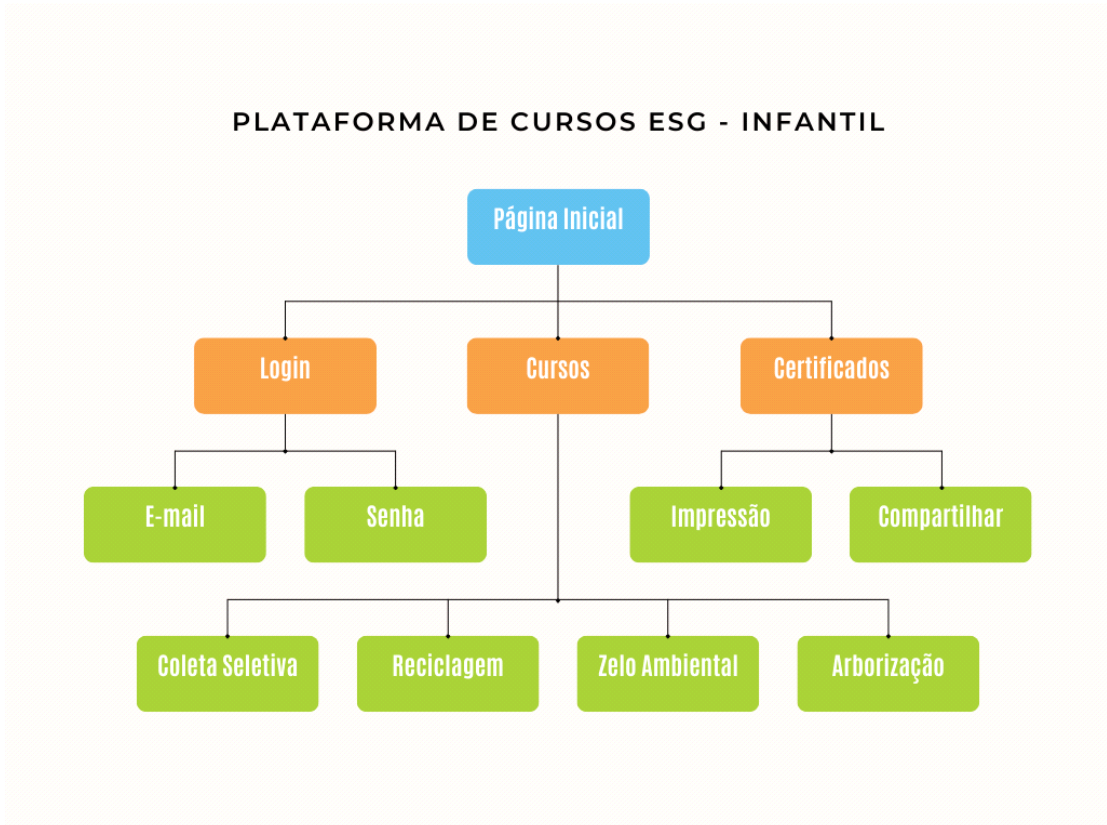 PLATAFORMA DE CURSOS ESG - INFANTIL
Página Inicial
Login
Cursos
Certificados
E-mail
Senha
Impressão
Compartilhar
Coleta Seletiva
Reciclagem
Zelo Ambiental
Arborização